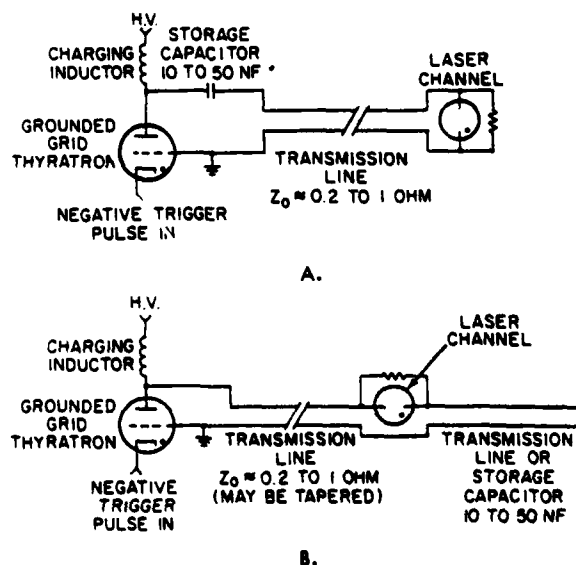 H.V.
CHARGING
INDUCTOR
STORAGE
CAPACITOR
10 TO 50 NF
GROUNDED
GRID
THYRATRON
NEGATIVE TRIGGER
PULSE IN
TRANSMISSION
LINE
Z₀ ≈ 0.2 TO 1 OHM
LASER
CHANNEL
A.
H.V.
CHARGING
INDUCTOR
GROUNDED
GRID
THYRATRON
NEGATIVE
TRIGGER
PULSE IN
TRANSMISSION
LINE
Z₀ ≈ 0.2 TO 1 OHM
(MAY BE TAPERED)
LASER
CHANNEL
TRANSMISSION
LINE OR
STORAGE
CAPACITOR
10 TO 50 NF
B.